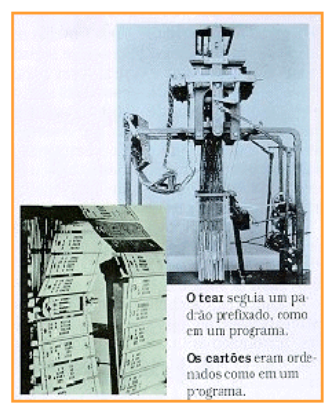 O tear seguia um pa-
drão prefixado, como
em um programa.
Os cartões eram orde-
nados como em um
programa.